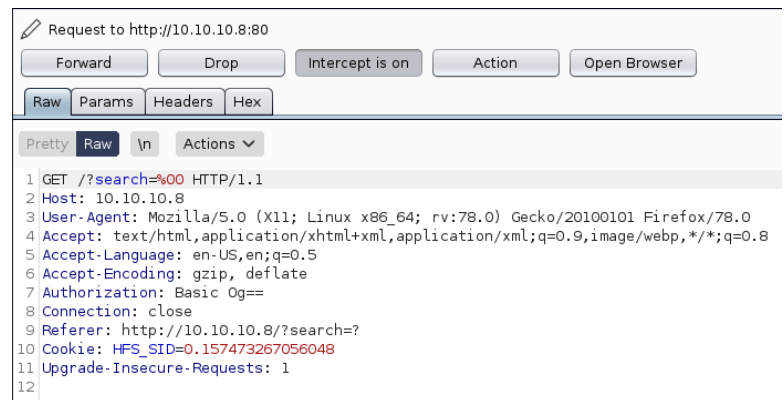 Request to http://10.10.10.8:80
Forward Drop Intercept is on Action Open Browser
Raw Params Headers Hex
Pretty Raw \n Actions
1 GET /?search=%00 HTTP/1.1
2 Host: 10.10.10.8
3 User-Agent: Mozilla/5.0 (X11; Linux x86_64; rv:78.0) Gecko/20100101 Firefox/78.0
4 Accept: text/html,application/xhtml+xml,application/xml;q=0.9,image/webp,*/*;q=0.8
5 Accept-Language: en-US,en;q=0.5
6 Accept-Encoding: gzip, deflate
7 Authorization: Basic Og==
8 Connection: close
9 Referer: http://10.10.10.8/?search=?
10 Cookie: HFS_SID=0.157473267056048
11 Upgrade-Insecure-Requests: 1
12